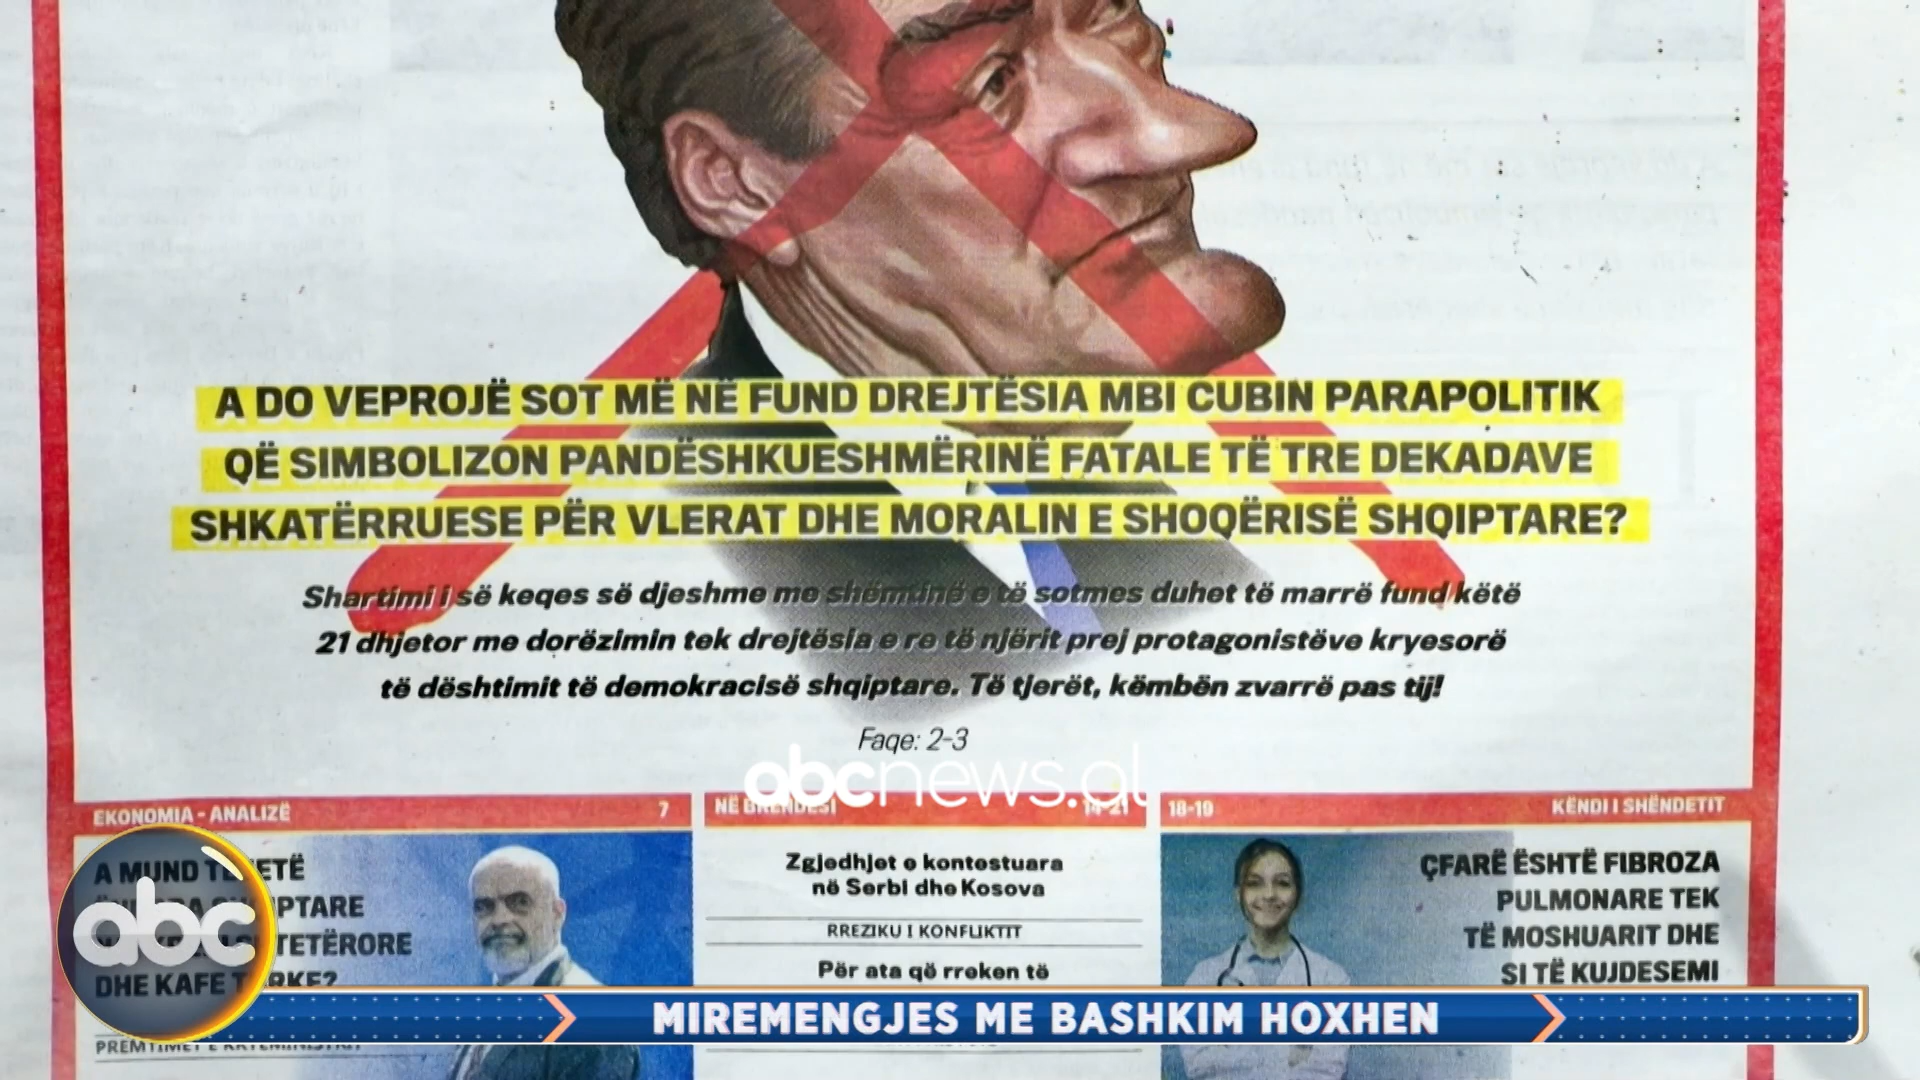 A DO VEPROJË SOT MË NË FUND DREJTËSIA MBI CUBIN PARAPOLITIK
QË SIMBOLIZON PANDËSHKUESHMËRINË FATALE TË TRE DEKADAVE
SHKATËRRUESE PËR VLERAT DHE MORALIN E SHOQËRISË SHQIPTARE?
Shartimi i së keqes së djeshme me shëminë e të sotmes duhet të marrë fund këtë
21 dhjetor me dorëzimin tek drejtësia e re të njërit prej protagonistëve kryesorë
të dështimit të demokracisë shqiptare. Të tjerët, këmbën zvarrë pas tij!
Faqe: 2-3
abcnews.al
EKONOMIA - ANALIZË 7
NË BRENDESI 14-21
18-19 KËNDI I SHËNDETIT
A MUND
TETËRORE
DHE KAFE
Zgjedhjet e kontestuara
në Serbi dhe Kosova
RREZIKU I KONFLIKTIT
Për ata që rreken të
ÇFARË ËSHTË FIBROZA
PULMONARE TEK
TË MOSHUARIT DHE
SI TË KUJDESEMI
abc
MIREMENGJES ME BASHKIM HOXHEN